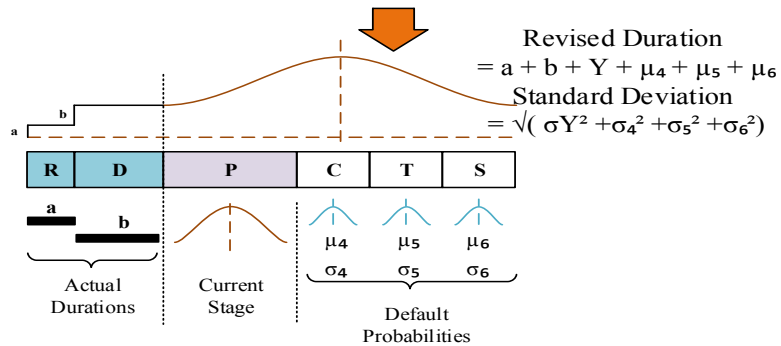 Revised Duration
= a + b + Y + μ₄ + μ₅ + μ₆
Standard Deviation
= √( σY² +σ₄² +σ₅² +σ₆²)
b
a
R D P C T S
a
b
μ₄ μ₅ μ₆
σ₄ σ₅ σ₆
Actual
Durations
Current
Stage
Default
Probabilities